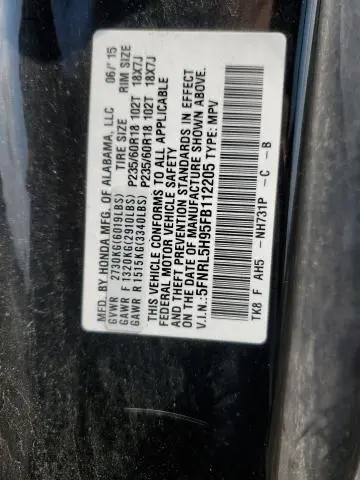 MFD. BY HONDA MFG. OF ALABAMA, LLC 06/'15
GVWR 2730KG(6019LBS) TIRE SIZE RIM SIZE
GAWR F 1320KG(2910LBS) P235/60R18 102T 18X7J
GAWR R 1515KG(3340LBS) P235/60R18 102T 18X7J
THIS VEHICLE CONFORMS TO ALL APPLICABLE
FEDERAL MOTOR VEHICLE SAFETY
AND THEFT PREVENTION STANDARDS IN EFFECT
ON THE DATE OF MANUFACTURE SHOWN ABOVE.
V.I.N.: 5FNRL5H95FB112205 TYPE: MPV
TK8 F AH5 -NH731P -C -B